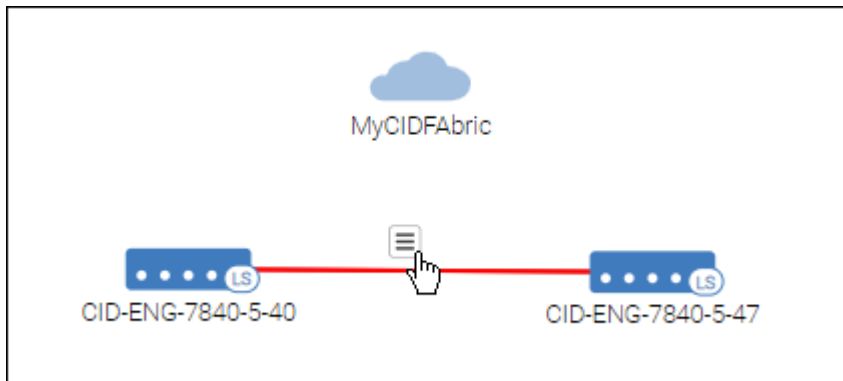 MyCIDFAbric
LS
LS
CID-ENG-7840-5-40
CID-ENG-7840-5-47